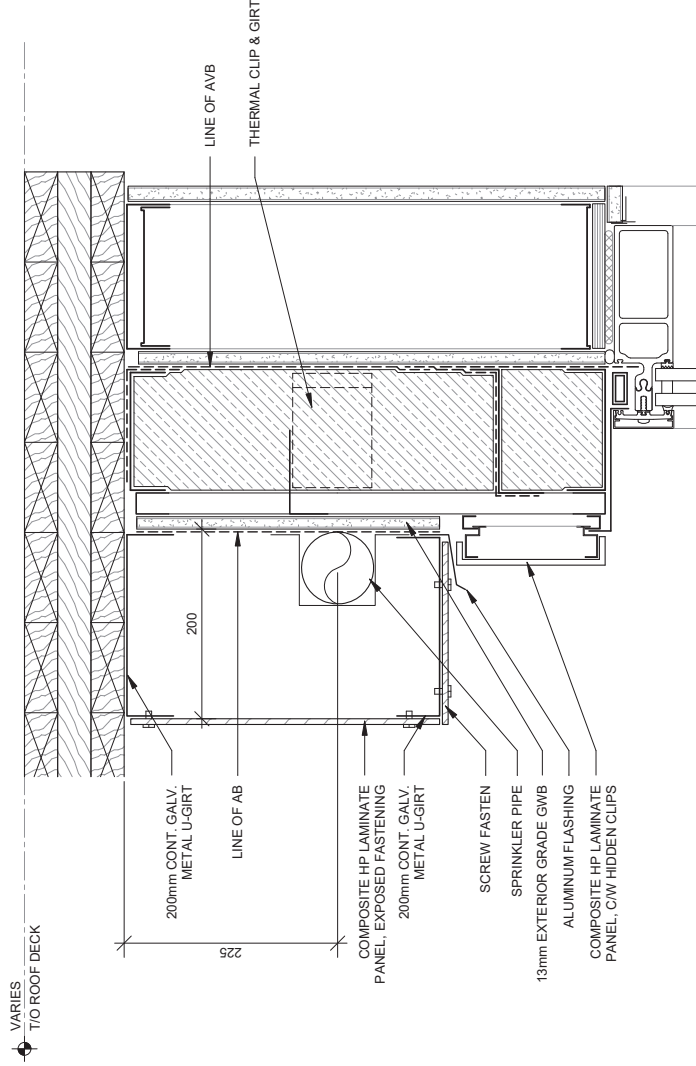 VARIES
T/O ROOF DECK
LINE OF AVB
THERMAL CLIP & GIRT
200
225
200mm CONT. GALV.
METAL U-GIRT
LINE OF AB
COMPOSITE HP LAMINATE
PANEL, EXPOSED FASTENING
200mm CONT. GALV.
METAL U-GIRT
SCREW FASTEN
SPRINKLER PIPE
13mm EXTERIOR GRADE GWB
ALUMINUM FLASHING
COMPOSITE HP LAMINATE
PANEL, C/W HIDDEN CLIPS